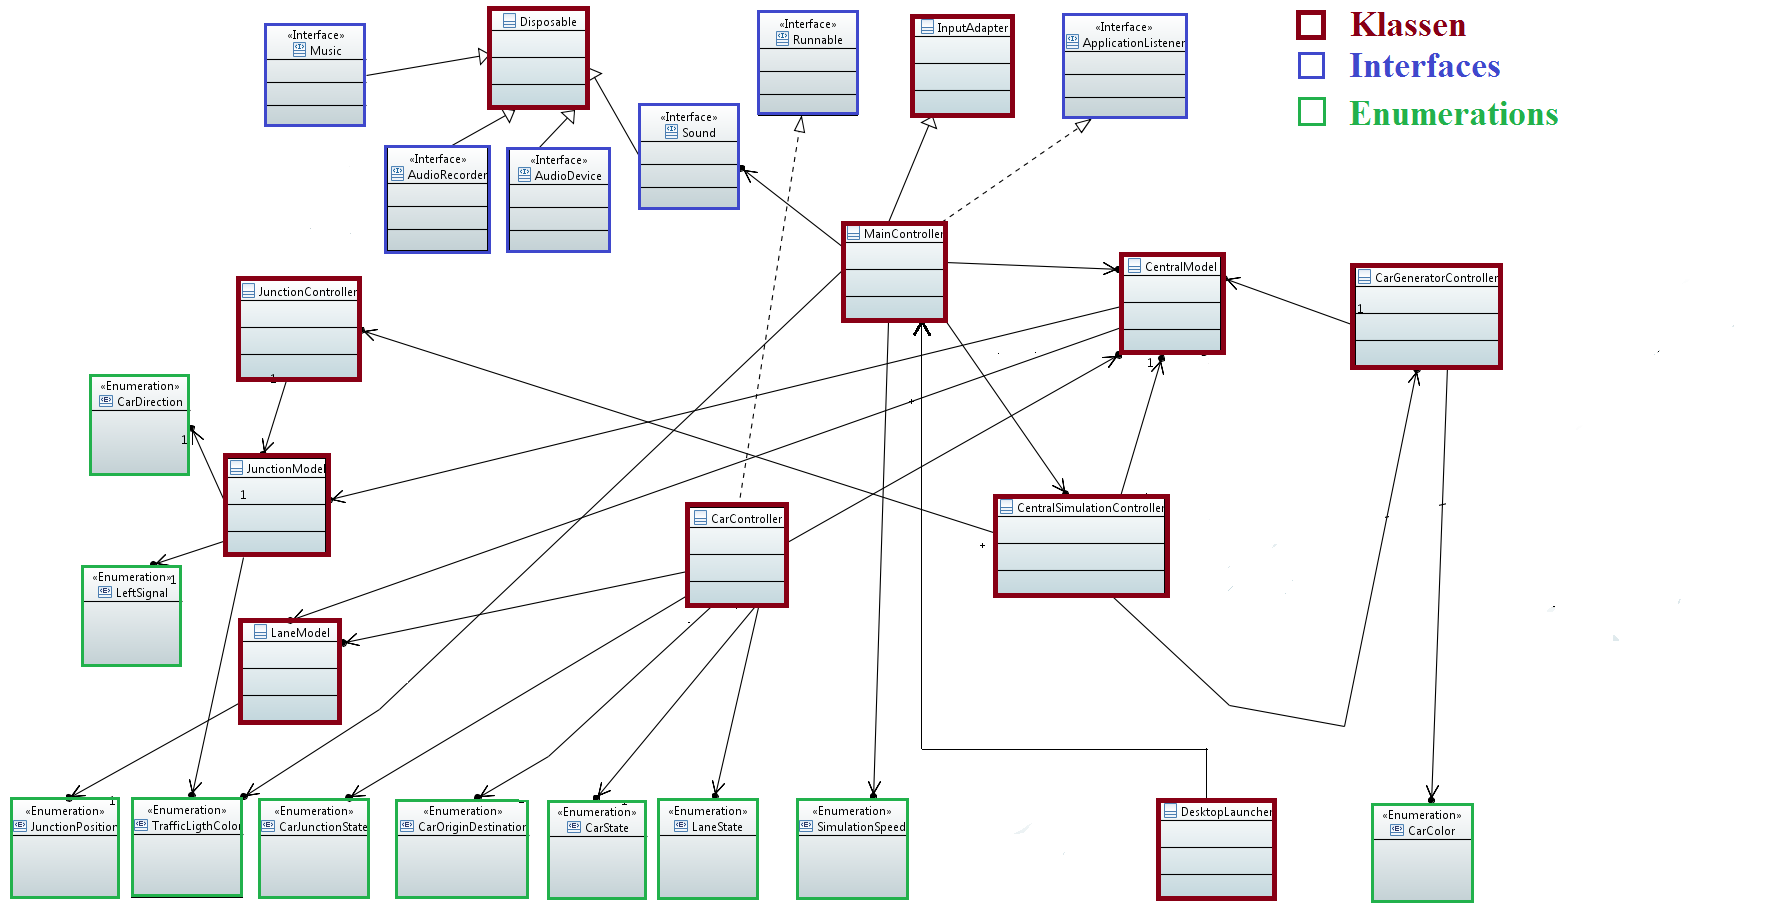 «Interface»
Music
Disposable
«Interface»
Runnable
InputAdapter
«Interface»
ApplicationListener
Klassen
Interfaces
Enumerations
«Interface»
Sound
«Interface»
AudioRecorder
«Interface»
AudioDevice
MainController
CentralModel
1
CarGeneratorController
1
JunctionController
1
«Enumeration»
CarDirection
1
JunctionModel
1
CarController
CentralSimulationController
+
+
«Enumeration»
1
LeftSignal
LaneModel
«Enumeration»
1
JunctionPosition
«Enumeration»
TrafficLigthColor
«Enumeration»
CarJunctionState
«Enumeration»
CarOriginDestination
«Enumeration»
CarState
«Enumeration»
LaneState
«Enumeration»
SimulationSpeed
DesktopLauncher
«Enumeration»
CarColor